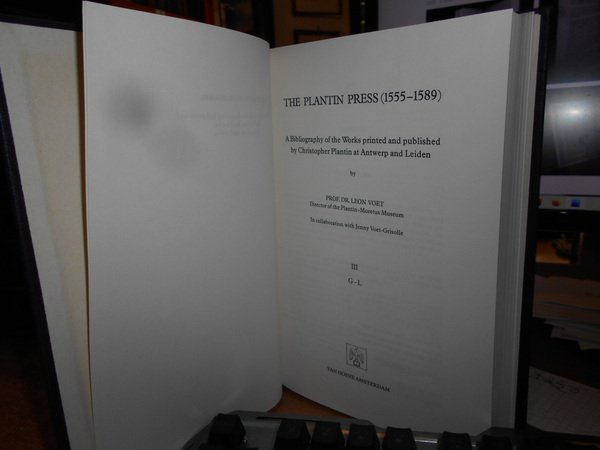 THE PLANTIN PRESS (1555–1589)
A Bibliography of the Works printed and published
by Christopher Plantin at Antwerp and Leiden
by
PROF. DR. LEON VOET
Director of the Plantin-Moretus Museum
In collaboration with Jenny Voet-Grisolle
III
G – L
VAN HOEVE AMSTERDAM